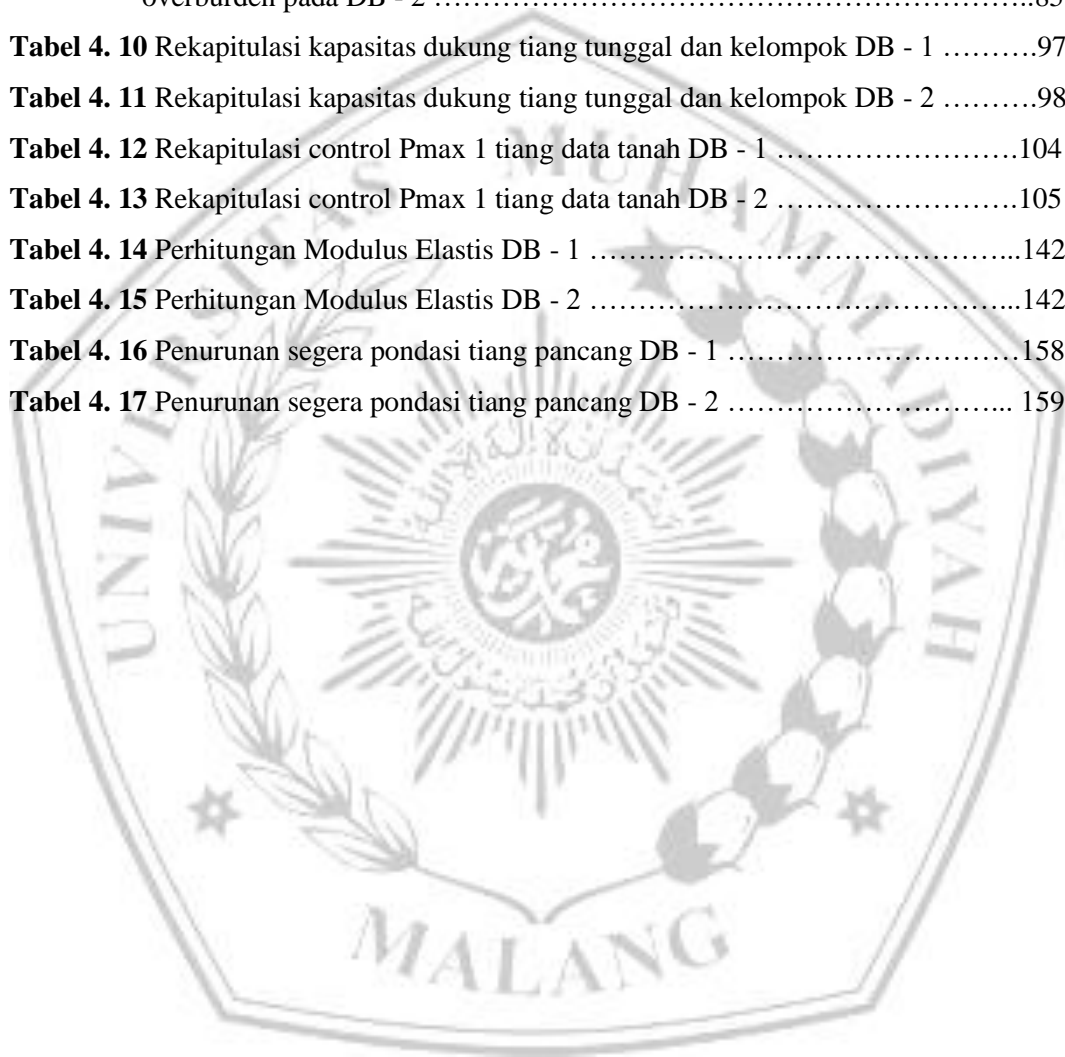 overburden pada DB - 2 …………………………………………………..85
Tabel 4. 10 Rekapitulasi kapasitas dukung tiang tunggal dan kelompok DB - 1 ……….97
Tabel 4. 11 Rekapitulasi kapasitas dukung tiang tunggal dan kelompok DB - 2 ……….98
Tabel 4. 12 Rekapitulasi control Pmax 1 tiang data tanah DB - 1 …………………….104
Tabel 4. 13 Rekapitulasi control Pmax 1 tiang data tanah DB - 2 …………………….105
Tabel 4. 14 Perhitungan Modulus Elastis DB - 1 ……………………………………...142
Tabel 4. 15 Perhitungan Modulus Elastis DB - 2 ……………………………………..142
Tabel 4. 16 Penurunan segera pondasi tiang pancang DB - 1 …………………………158
Tabel 4. 17 Penurunan segera pondasi tiang pancang DB - 2 ………………………... 159
UNIVERSITAS MUHAMMADIYAH
MALANG